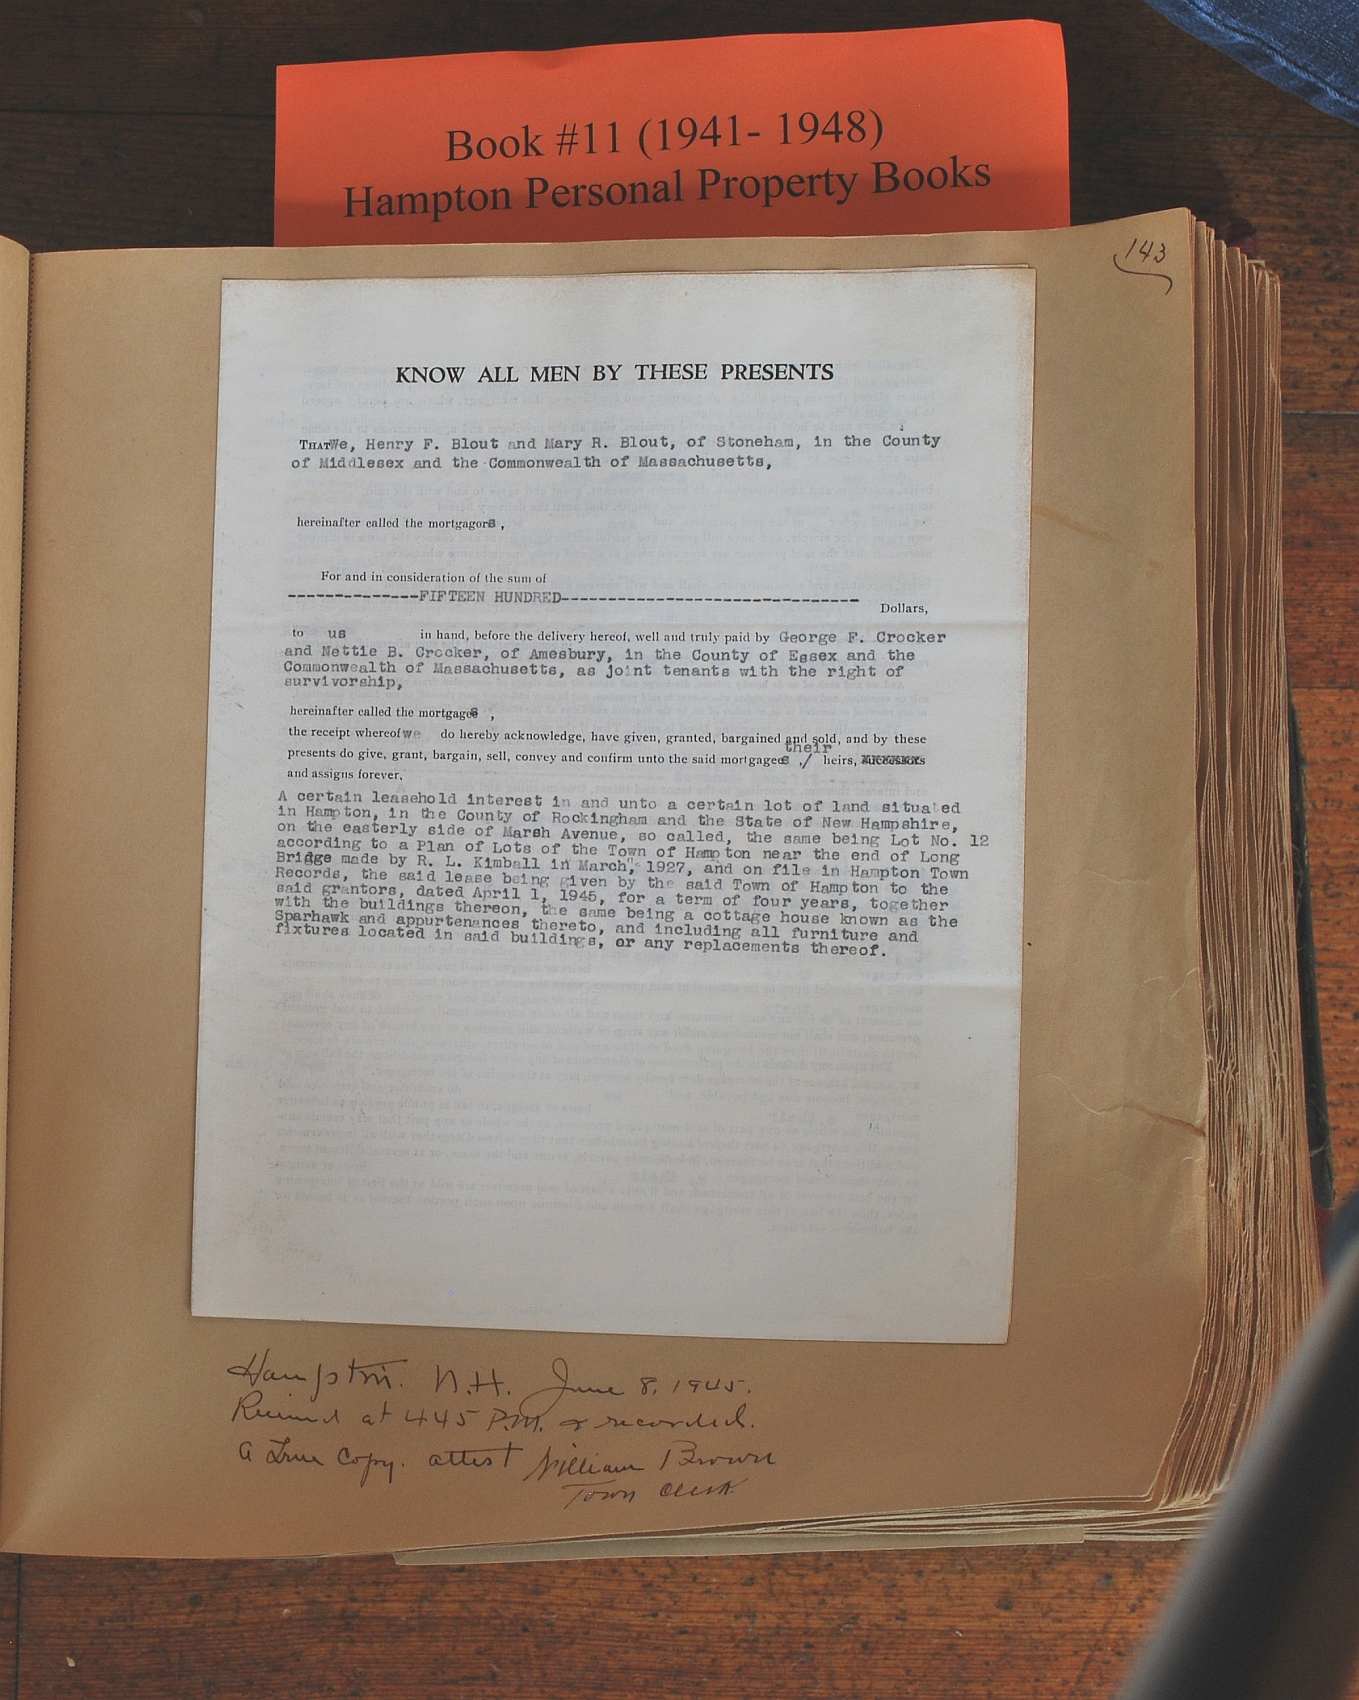 Book #11 (1941- 1948)
Hampton Personal Property Books
143
KNOW ALL MEN BY THESE PRESENTS
THAT We, Henry F. Blout and Mary R. Blout, of Stoneham, in the County
of Middlesex and the Commonwealth of Massachusetts,
hereinafter called the mortgagors ,
For and in consideration of the sum of
--------------FIFTEEN HUNDRED--------------------------------
Dollars,
to us in hand, before the delivery hereof, well and truly paid by George F. Crocker
and Nettie B. Crocker, of Amesbury, in the County of Essex and the
Commonwealth of Massachusetts, as joint tenants with the right of
survivorship,
hereinafter called the mortgages ,
the receipt whereof we do hereby acknowledge, have given, granted, bargained and sold, and by these
their
presents do give, grant, bargain, sell, convey and confirm unto the said mortgagees ,/ heirs,
and assigns forever,
A certain leasehold interest in and unto a certain lot of land situated
in Hampton, in the County of Rockingham and the State of New Hampshire,
on the easterly side of Marsh Avenue, so called, the same being Lot No. 12
according to a Plan of Lots of the Town of Hampton near the end of Long
Bridge made by R. L. Kimball in March, 1927, and on file in Hampton Town
Records, the said lease being given by the said Town of Hampton to the
said grantors, dated April 1, 1945, for a term of four years, together
with the buildings thereon, the same being a cottage house known as the
Sparhawk and appurtenances thereto, and including all furniture and
fixtures located in said buildings, or any replacements thereof.
Hampton. N.H. June 8, 1945.
Received at 445 P.M. & recorded.
A True Copy. attest William Brown
Town Clerk